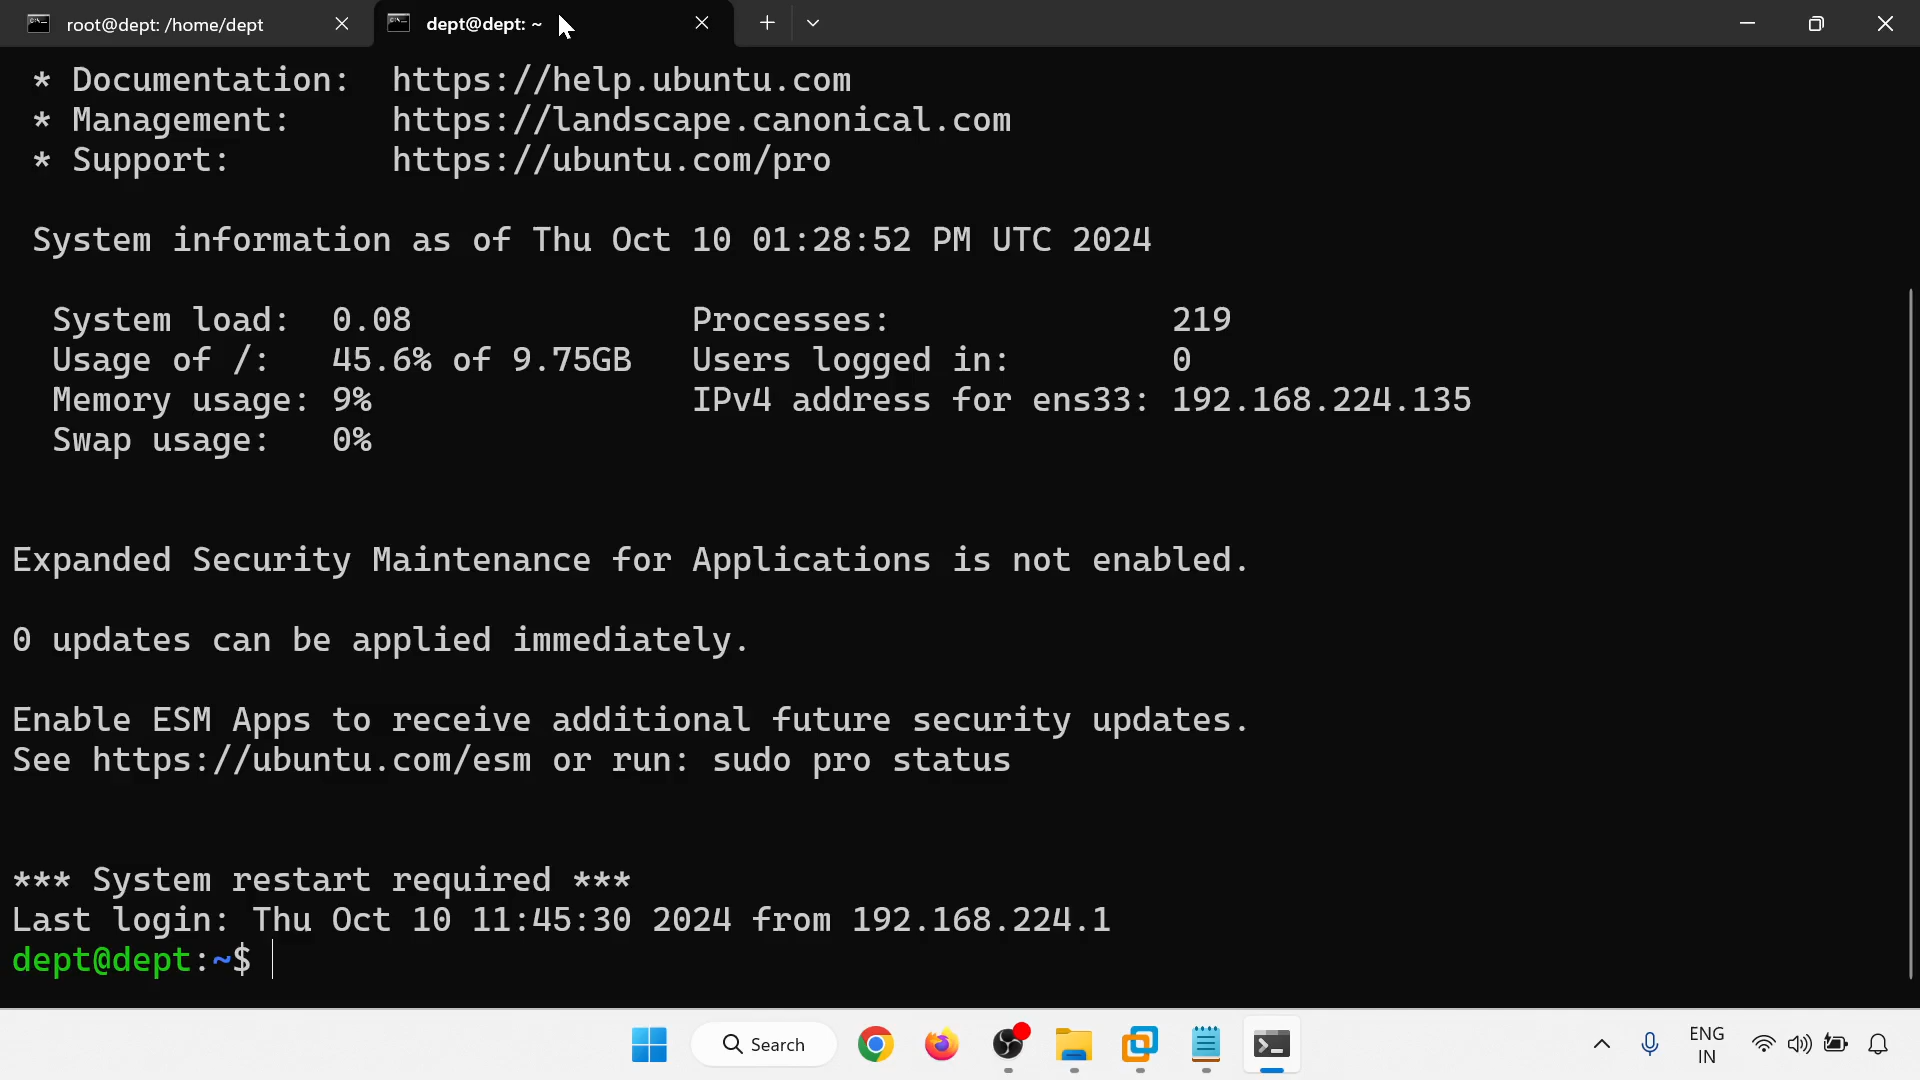 root@dept: /home/dept
dept@dept: ~
* Documentation:  https://help.ubuntu.com
* Management:     https://landscape.canonical.com
* Support:        https://ubuntu.com/pro
System information as of Thu Oct 10 01:28:52 PM UTC 2024
System load:  0.08              Processes:              219
Usage of /:   45.6% of 9.75GB   Users logged in:        0
Memory usage: 9%                IPv4 address for ens33: 192.168.224.135
Swap usage:   0%
Expanded Security Maintenance for Applications is not enabled.
0 updates can be applied immediately.
Enable ESM Apps to receive additional future security updates.
See https://ubuntu.com/esm or run: sudo pro status
*** System restart required ***
Last login: Thu Oct 10 11:45:30 2024 from 192.168.224.1
dept@dept:~$
Search
ENG
IN